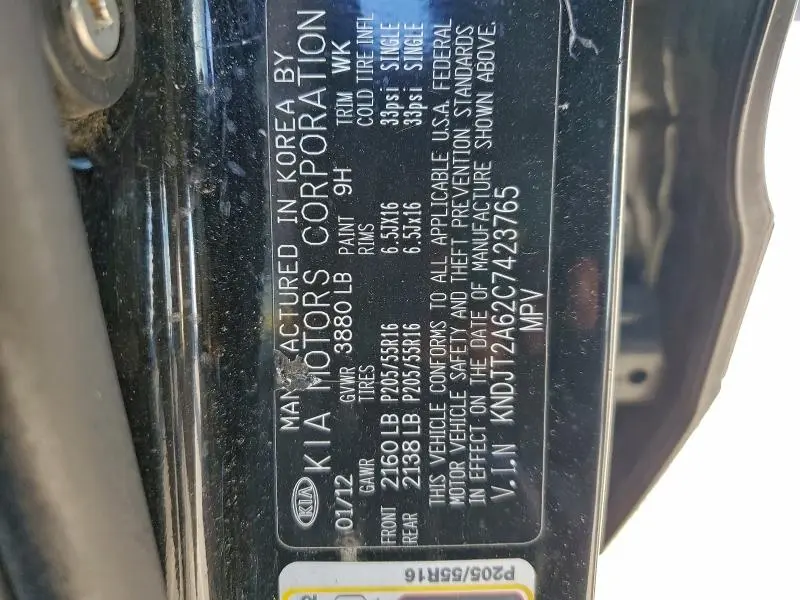 MANUFACTURED IN KOREA BY
KIA KIA MOTORS CORPORATION
01/12 GVWR 3880 LB PAINT 9H TRIM WK
GAWR TIRES RIMS COLD TIRE INFL
FRONT 2160 LB P205/55R16 6.5JX16 33psi SINGLE
REAR 2138 LB P205/55R16 6.5JX16 33psi SINGLE
THIS VEHICLE CONFORMS TO ALL APPLICABLE U.S.A. FEDERAL
MOTOR VEHICLE SAFETY AND THEFT PREVENTION STANDARDS
IN EFFECT ON THE DATE OF MANUFACTURE SHOWN ABOVE.
V.I.N KNDJT2A62C7423765
MPV
P205/55R16